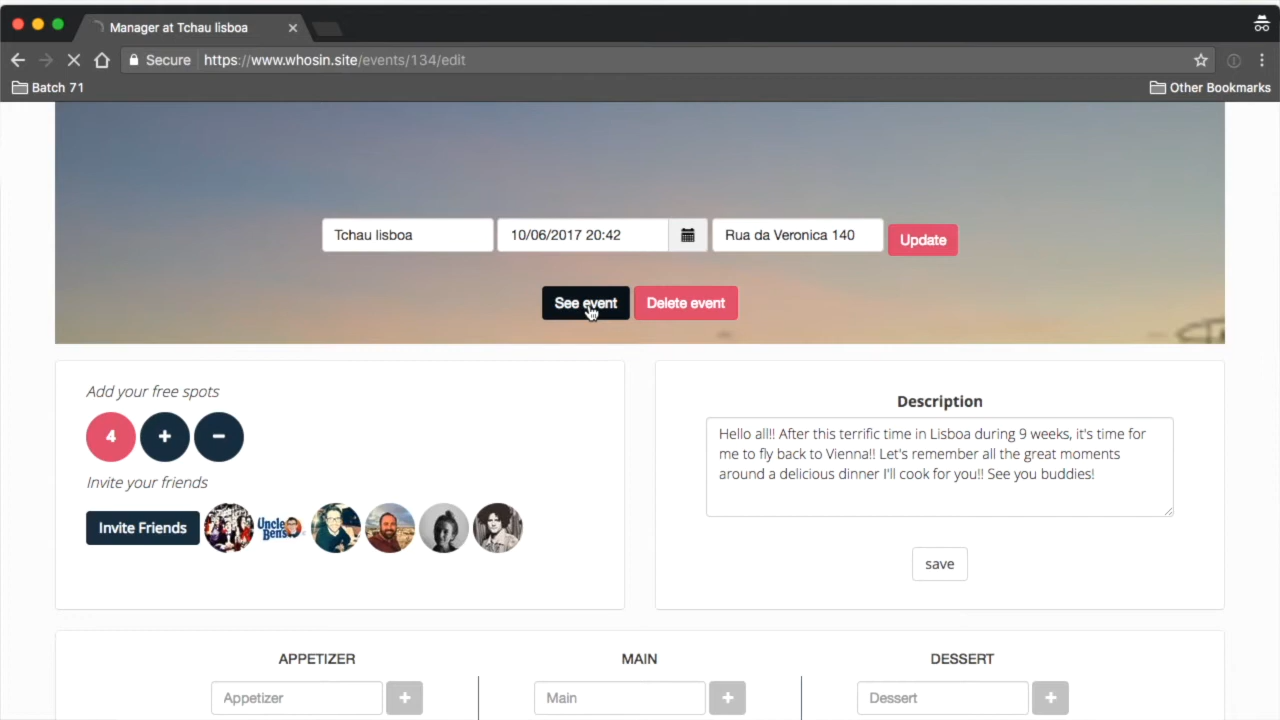 Manager at Tchau lisboa
Secure https://www.whosin.site/events/134/edit
Batch 71
Other Bookmarks
Tchau lisboa 10/06/2017 20:42 Rua da Veronica 140 Update
See event Delete event
Add your free spots
4 + −
Invite your friends
Invite Friends
Uncle
Bens
Description
Hello all!! After this terrific time in Lisboa during 9 weeks, it's time for
me to fly back to Vienna!! Let's remember all the great moments
around a delicious dinner I'll cook for you!! See you buddies!
save
APPETIZER MAIN DESSERT
Appetizer + Main + Dessert +